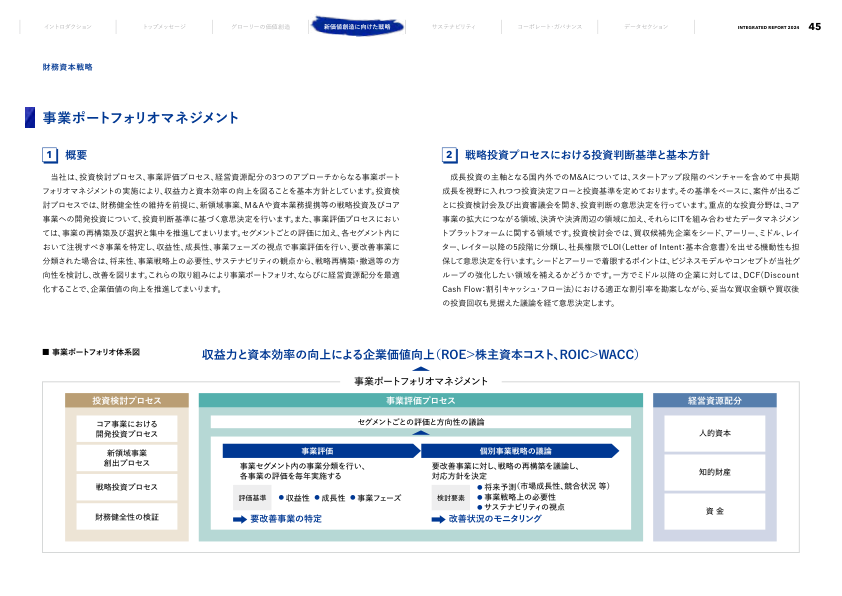 イントロダクション
トップメッセージ
グローリーの価値創造
新価値創造に向けた戦略
サステナビリティ
コーポレート・ガバナンス
データセクション
INTEGRATED REPORT 2024 45
財務資本戦略
事業ポートフォリオマネジメント
1 概要
当社は、投資検討プロセス、事業評価プロセス、経営資源配分の3つのアプローチからなる事業ポート
フォリオマネジメントの実施により、収益力と資本効率の向上を図ることを基本方針としています。投資検
討プロセスでは、財務健全性の維持を前提に、新領域事業、M&Aや資本業務提携等の戦略投資及びコア
事業への開発投資について、投資判断基準に基づく意思決定を行います。また、事業評価プロセスにおい
ては、事業の再構築及び選択と集中を推進してまいります。セグメントごとの評価に加え、各セグメント内に
おいて注視すべき事業を特定し、収益性、成長性、事業フェーズの視点で事業評価を行い、要改善事業に
分類された場合は、将来性、事業戦略上の必要性、サステナビリティの観点から、戦略再構築・撤退等の方
向性を検討し、改善を図ります。これらの取り組みにより事業ポートフォリオ、ならびに経営資源配分を最適
化することで、企業価値の向上を推進してまいります。
2 戦略投資プロセスにおける投資判断基準と基本方針
成長投資の主軸となる国内外でのM&Aについては、スタートアップ段階のベンチャーを含めて中長期
成長を視野に入れつつ投資決定フローと投資基準を定めております。その基準をベースに、案件が出るご
とに投資検討会及び出資審議会を開き、投資判断の意思決定を行っています。重点的な投資分野は、コア
事業の拡大につながる領域、決済や決済周辺の領域に加え、それらにITを組み合わせたデータマネジメン
トプラットフォームに関する領域です。投資検討会では、買収候補先企業をシード、アーリー、ミドル、レイ
ター、レイター以降の5段階に分類し、社長権限でLOI（Letter of Intent：基本合意書）を出せる機動性も担
保して意思決定を行います。シードとアーリーで着眼するポイントは、ビジネスモデルやコンセプトが当社グ
ループの強化したい領域を補えるかどうかです。一方でミドル以降の企業に対しては、DCF（Discount
Cash Flow：割引キャッシュ・フロー法）における適正な割引率を勘案しながら、妥当な買収金額や買収後
の投資回収も見据えた議論を経て意思決定します。
■ 事業ポートフォリオ体系図
収益力と資本効率の向上による企業価値向上（ROE＞株主資本コスト、ROIC＞WACC）
事業ポートフォリオマネジメント
投資検討プロセス
コア事業における
開発投資プロセス
新領域事業
創出プロセス
戦略投資プロセス
財務健全性の検証
事業評価プロセス
セグメントごとの評価と方向性の議論
事業評価
事業セグメント内の事業分類を行い、
各事業の評価を毎年実施する
評価基準 ●収益性 ●成長性 ●事業フェーズ
要改善事業の特定
個別事業戦略の議論
要改善事業に対し、戦略の再構築を議論し、
対応方針を決定
検討要素
●将来予測（市場成長性、競合状況 等）
●事業戦略上の必要性
●サステナビリティの視点
改善状況のモニタリング
経営資源配分
人的資本
知的財産
資 金